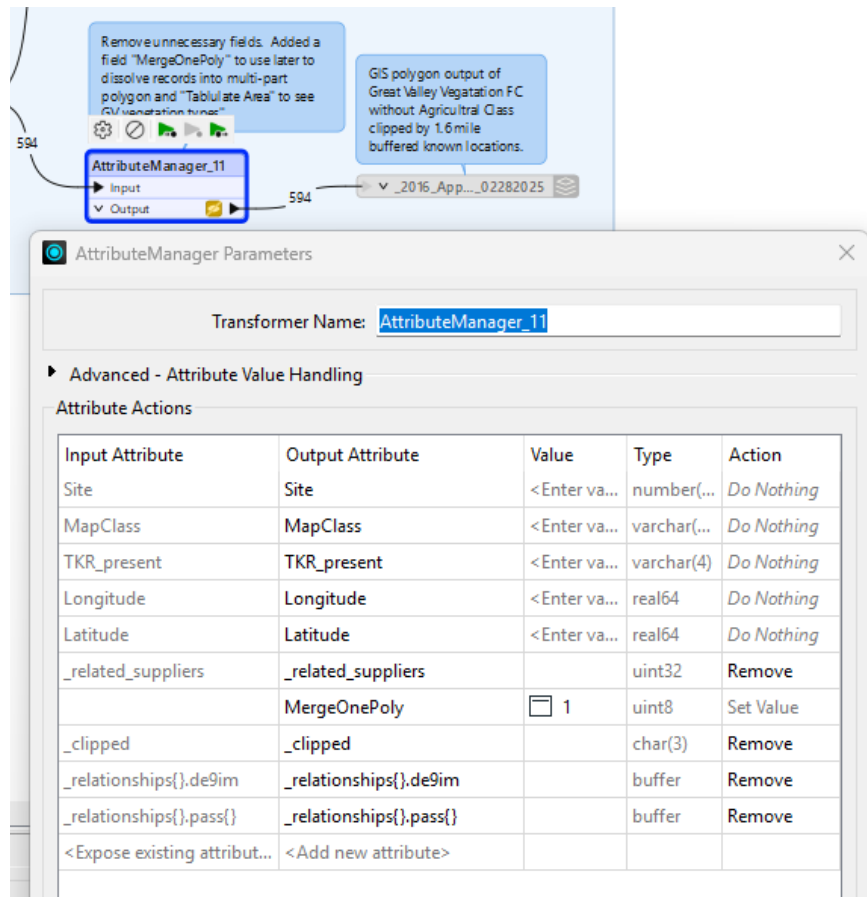 Remove unnecessary fields. Added a
field "MergeOnePoly" to use later to
dissolve records into multi-part
polygon and "Tablulate Area" to see
GV vegetation types"
GIS polygon output of
Great Valley Vegatation FC
without Agricultral Class
clipped by 1.6 mile
buffered known locations.
594
AttributeManager_11
Input
Output
594
_2016_App...._02282025
AttributeManager Parameters
Transformer Name: AttributeManager_11
Advanced - Attribute Value Handling
Attribute Actions
Input Attribute Output Attribute Value Type Action
Site Site <Enter va... number(... Do Nothing
MapClass MapClass <Enter va... varchar(... Do Nothing
TKR_present TKR_present <Enter va... varchar(4) Do Nothing
Longitude Longitude <Enter va... real64 Do Nothing
Latitude Latitude <Enter va... real64 Do Nothing
_related_suppliers _related_suppliers uint32 Remove
MergeOnePoly 1 uint8 Set Value
_clipped _clipped char(3) Remove
_relationships{}.de9im _relationships{}.de9im buffer Remove
_relationships{}.pass{} _relationships{}.pass{} buffer Remove
<Expose existing attribut... <Add new attribute>